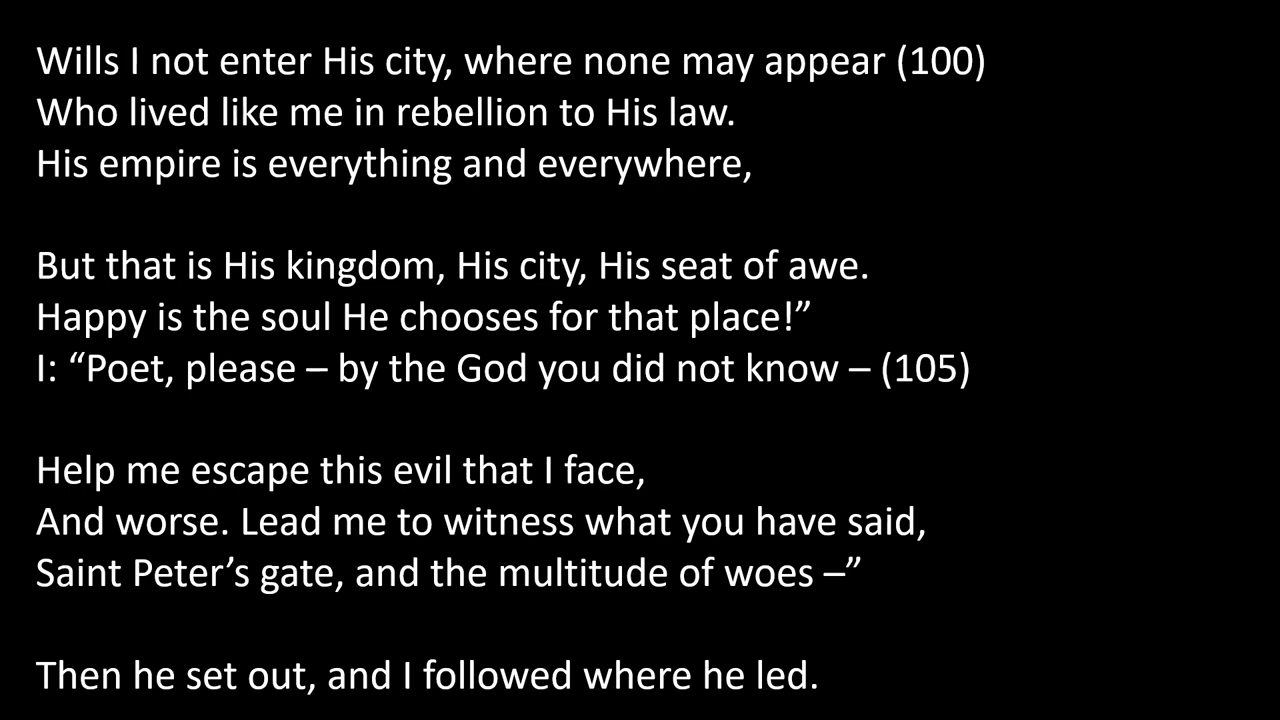 Wills I not enter His city, where none may appear (100)
Who lived like me in rebellion to His law.
His empire is everything and everywhere,
But that is His kingdom, His city, His seat of awe.
Happy is the soul He chooses for that place!”
I: “Poet, please – by the God you did not know – (105)
Help me escape this evil that I face,
And worse. Lead me to witness what you have said,
Saint Peter’s gate, and the multitude of woes –”
Then he set out, and I followed where he led.